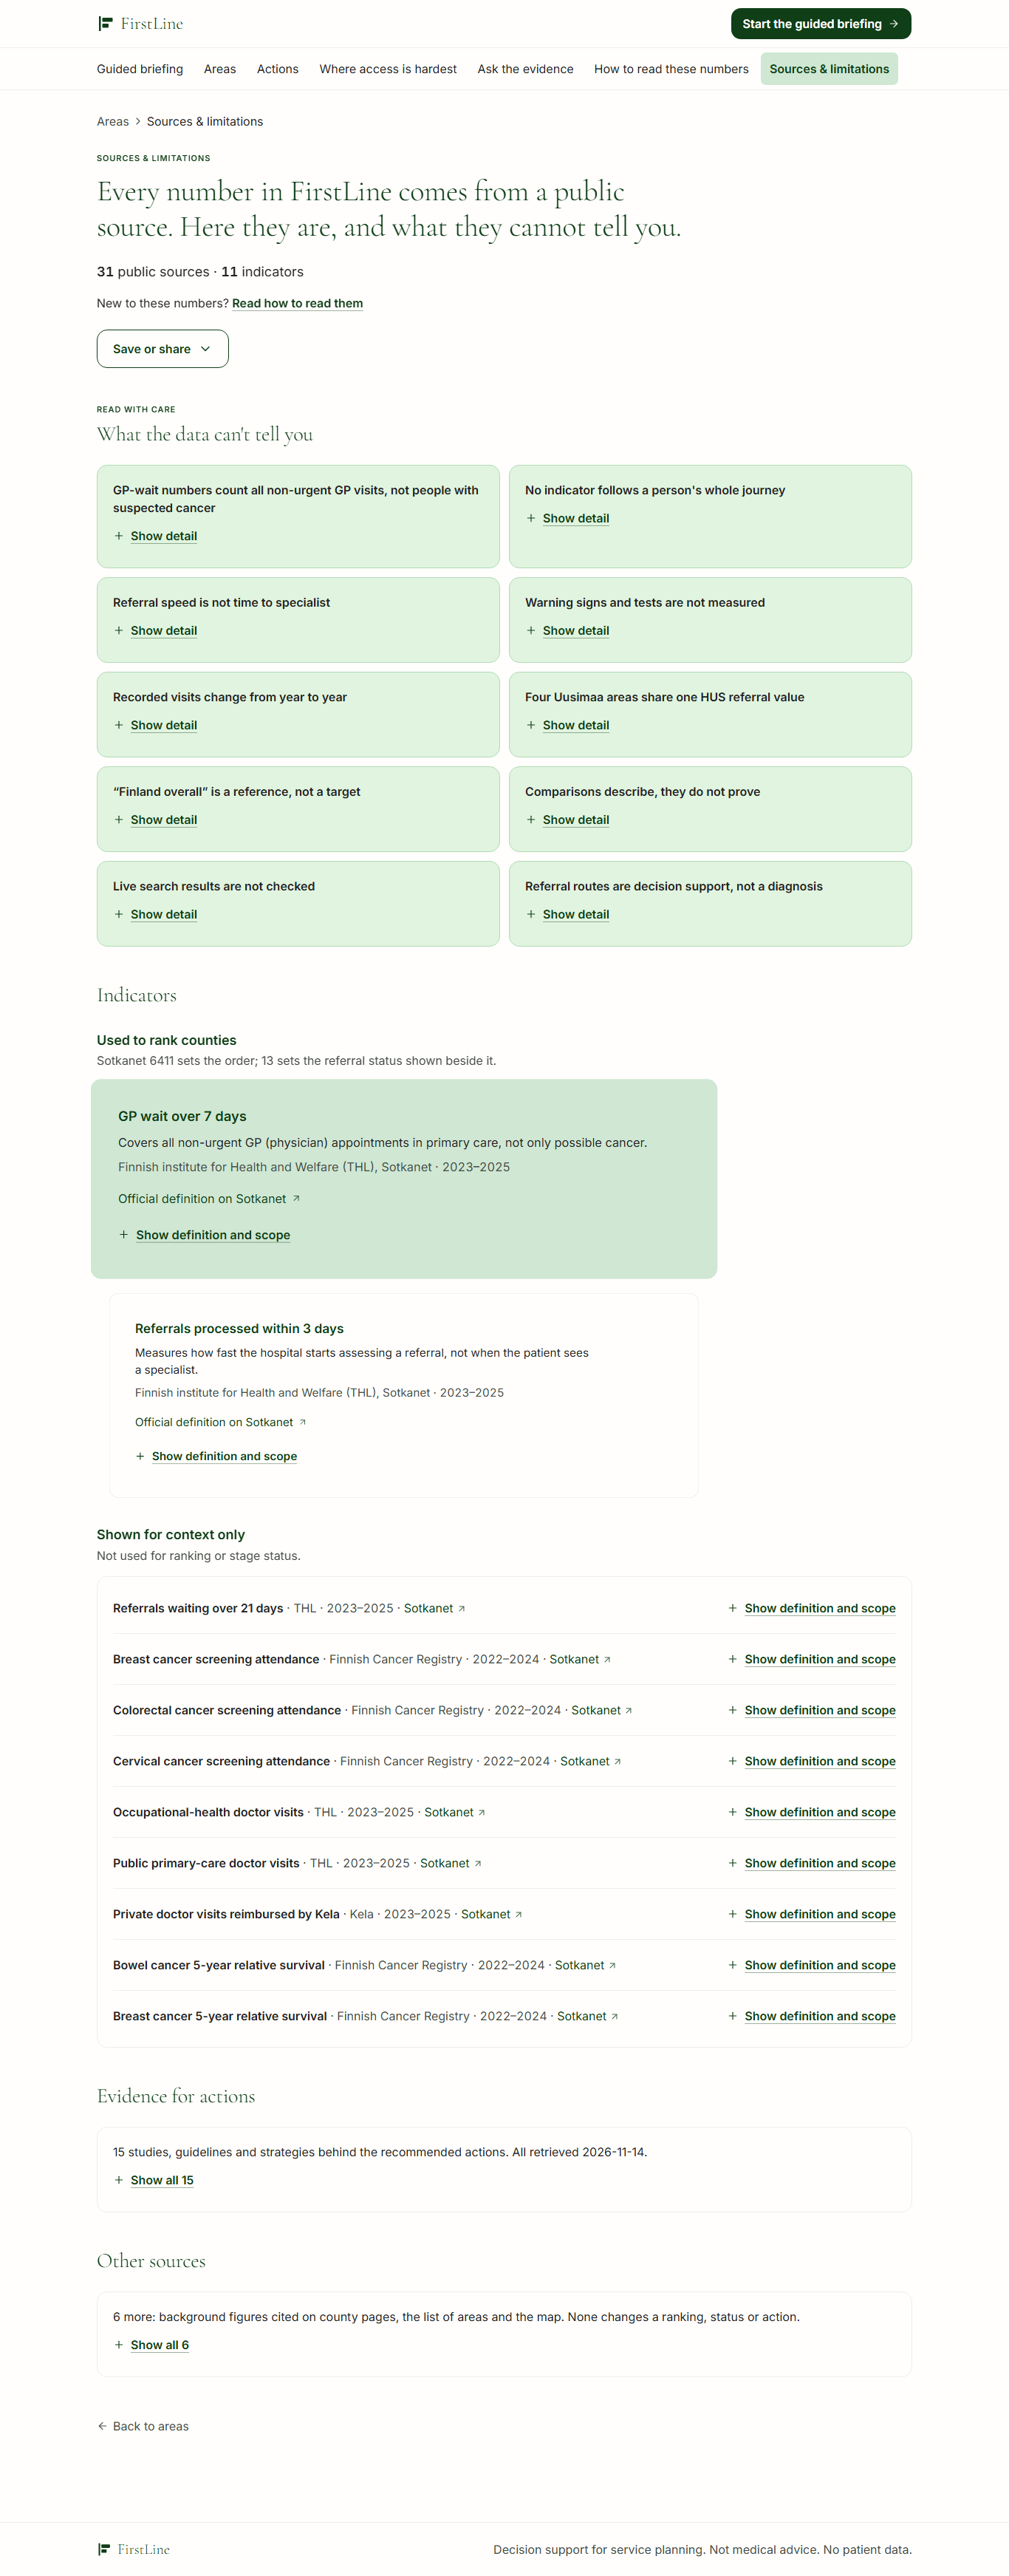 FirstLine
Start the guided briefing →
Guided briefing Areas Actions Where access is hardest Ask the evidence How to read these numbers Sources & limitations
Areas > Sources & limitations
SOURCES & LIMITATIONS
Every number in FirstLine comes from a public
source. Here they are, and what they cannot tell you.
31 public sources · 11 indicators
New to these numbers? Read how to read them
Save or share
READ WITH CARE
What the data can't tell you
GP-wait numbers count all non-urgent GP visits, not people with
suspected cancer
+ Show detail
No indicator follows a person's whole journey
+ Show detail
Referral speed is not time to specialist
+ Show detail
Warning signs and tests are not measured
+ Show detail
Recorded visits change from year to year
+ Show detail
Four Uusimaa areas share one HUS referral value
+ Show detail
“Finland overall” is a reference, not a target
+ Show detail
Comparisons describe, they do not prove
+ Show detail
Live search results are not checked
+ Show detail
Referral routes are decision support, not a diagnosis
+ Show detail
Indicators
Used to rank counties
Sotkanet 6411 sets the order; 13 sets the referral status shown beside it.
GP wait over 7 days
Covers all non-urgent GP (physician) appointments in primary care, not only possible cancer.
Finnish institute for Health and Welfare (THL), Sotkanet · 2023–2025
Official definition on Sotkanet ↗
+ Show definition and scope
Referrals processed within 3 days
Measures how fast the hospital starts assessing a referral, not when the patient sees
a specialist.
Finnish institute for Health and Welfare (THL), Sotkanet · 2023–2025
Official definition on Sotkanet ↗
+ Show definition and scope
Shown for context only
Not used for ranking or stage status.
Referrals waiting over 21 days · THL · 2023–2025 · Sotkanet ↗ + Show definition and scope
Breast cancer screening attendance · Finnish Cancer Registry · 2022–2024 · Sotkanet ↗ + Show definition and scope
Colorectal cancer screening attendance · Finnish Cancer Registry · 2022–2024 · Sotkanet ↗ + Show definition and scope
Cervical cancer screening attendance · Finnish Cancer Registry · 2022–2024 · Sotkanet ↗ + Show definition and scope
Occupational-health doctor visits · THL · 2023–2025 · Sotkanet ↗ + Show definition and scope
Public primary-care doctor visits · THL · 2023–2025 · Sotkanet ↗ + Show definition and scope
Private doctor visits reimbursed by Kela · Kela · 2023–2025 · Sotkanet ↗ + Show definition and scope
Bowel cancer 5-year relative survival · Finnish Cancer Registry · 2022–2024 · Sotkanet ↗ + Show definition and scope
Breast cancer 5-year relative survival · Finnish Cancer Registry · 2022–2024 · Sotkanet ↗ + Show definition and scope
Evidence for actions
15 studies, guidelines and strategies behind the recommended actions. All retrieved 2026-11-14.
+ Show all 15
Other sources
6 more: background figures cited on county pages, the list of areas and the map. None changes a ranking, status or action.
+ Show all 6
← Back to areas
FirstLine
Decision support for service planning. Not medical advice. No patient data.